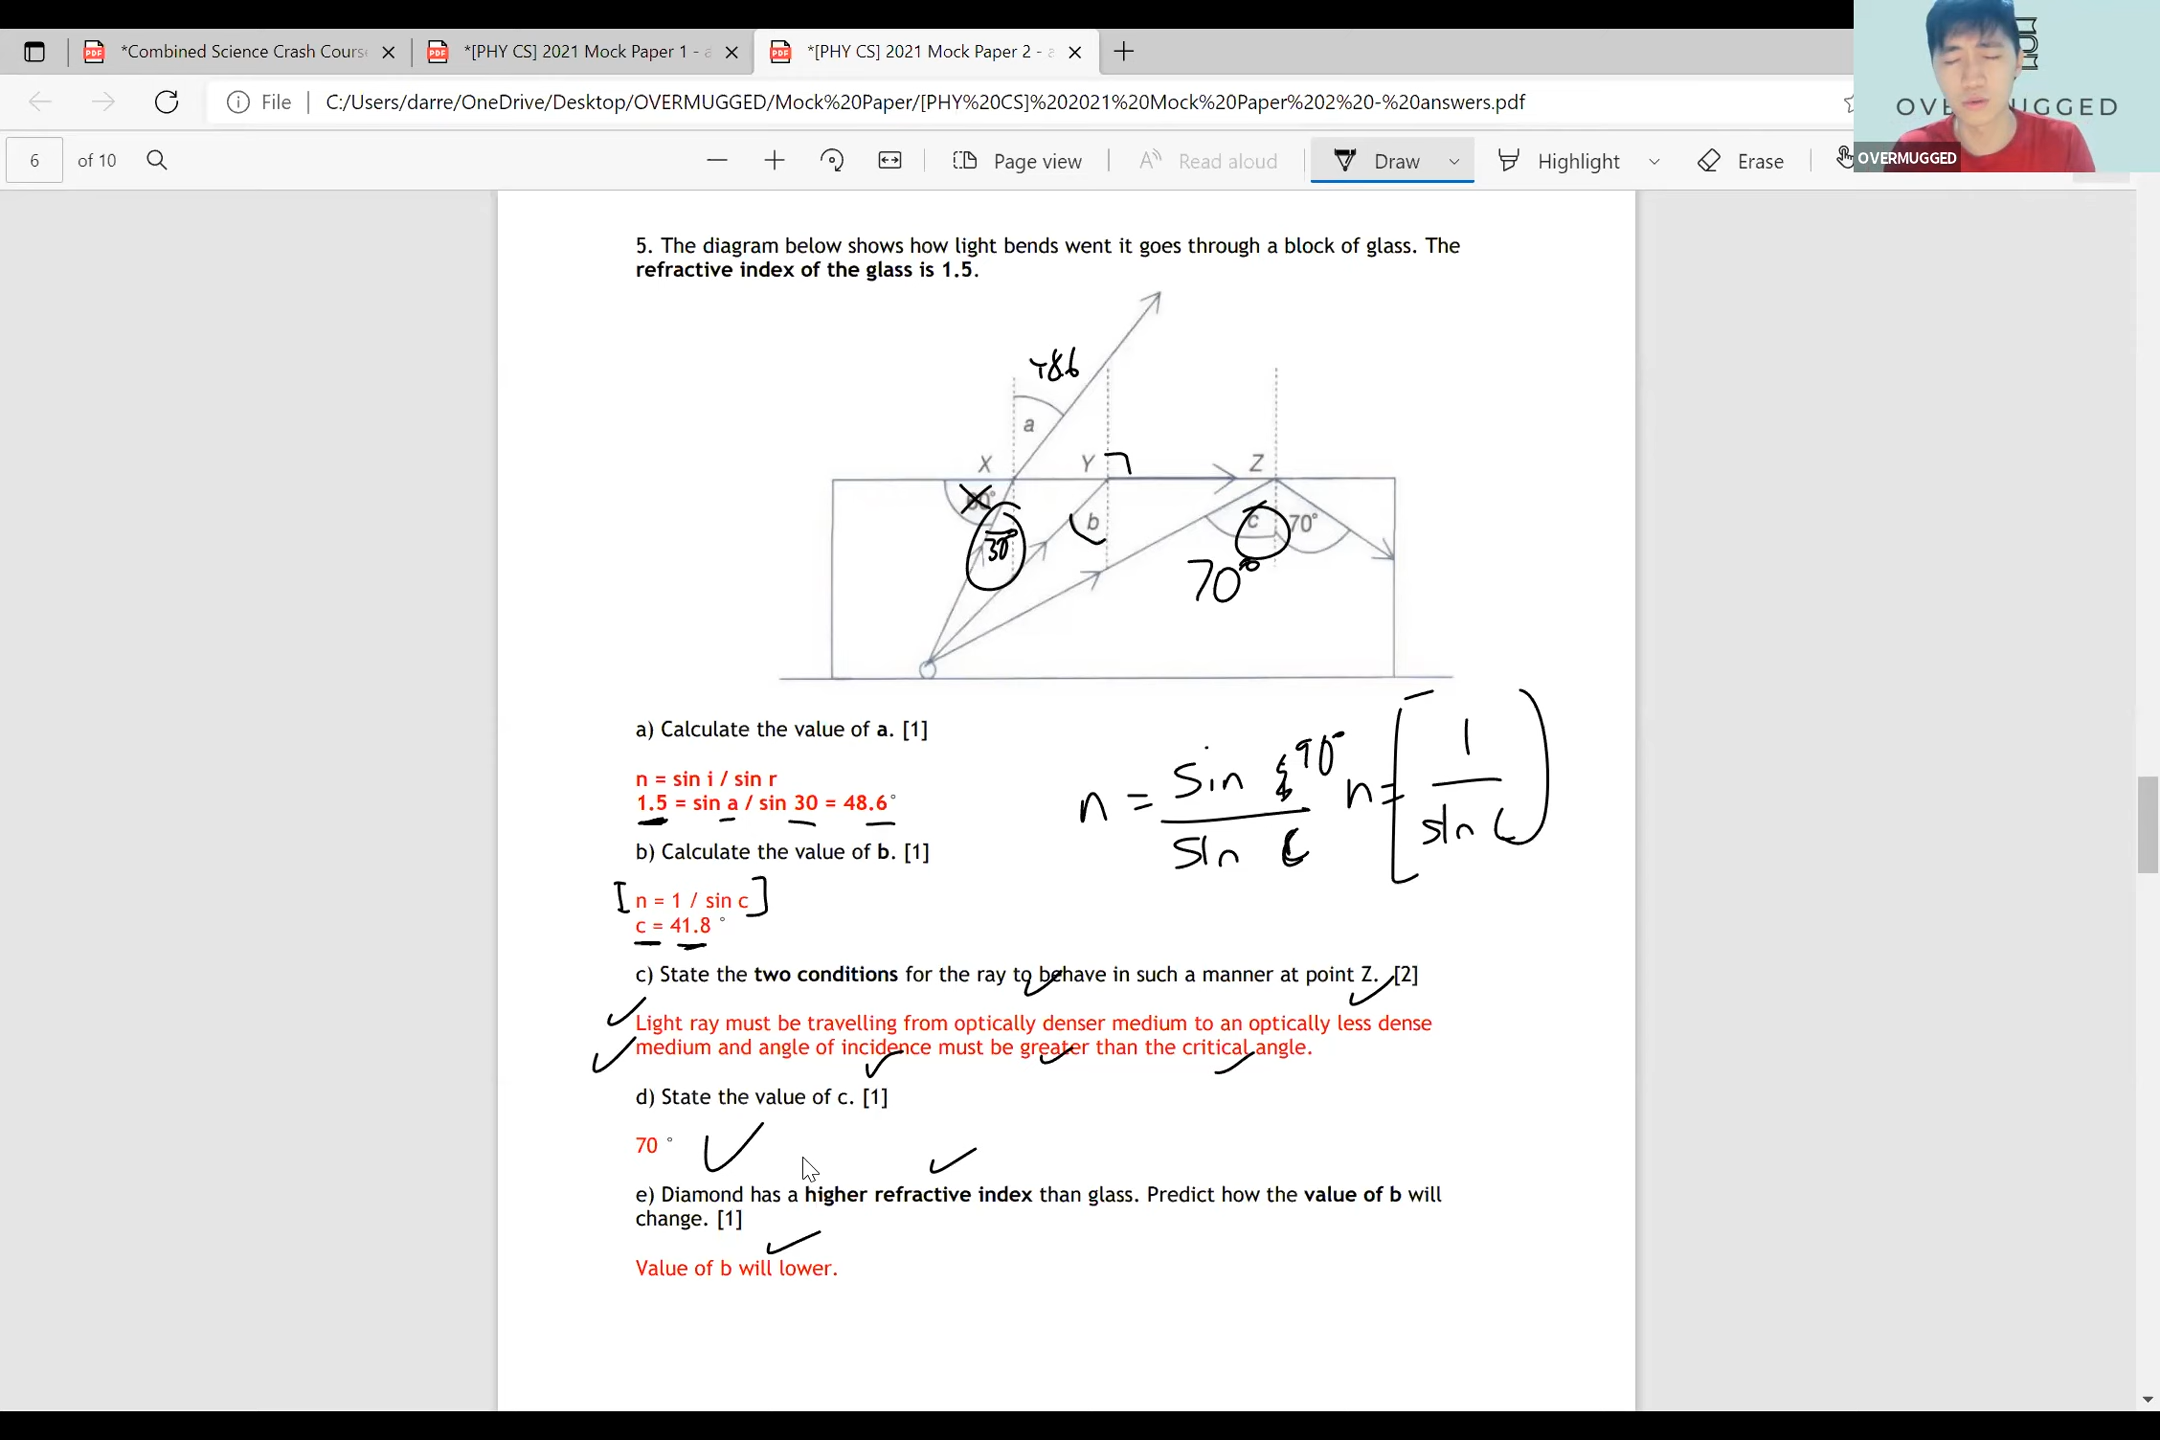 *Combined Science Crash Cours
*[PHY CS] 2021 Mock Paper 1 - a
*[PHY CS] 2021 Mock Paper 2 - a
File
C:/Users/darre/OneDrive/Desktop/OVERMUGGED/Mock%20Paper/[PHY%20CS]%202021%20Mock%20Paper%202%20-%20answers.pdf
6 of 10
Page view
Read aloud
Draw
Highlight
Erase
OVERMUGGED
5. The diagram below shows how light bends went it goes through a block of glass. The
refractive index of the glass is 1.5.
48.6
a
X Y Z
30°
b
c 70°
70°
a) Calculate the value of a. [1]
n = sin i / sin r
1.5 = sin a / sin 30 = 48.6°
n = sin 90° / sin c
n = 1 / sin c
b) Calculate the value of b. [1]
[n = 1 / sin c]
c = 41.8 °
c) State the two conditions for the ray to behave in such a manner at point Z. [2]
Light ray must be travelling from optically denser medium to an optically less dense
medium and angle of incidence must be greater than the critical angle.
d) State the value of c. [1]
70 °
e) Diamond has a higher refractive index than glass. Predict how the value of b will
change. [1]
Value of b will lower.